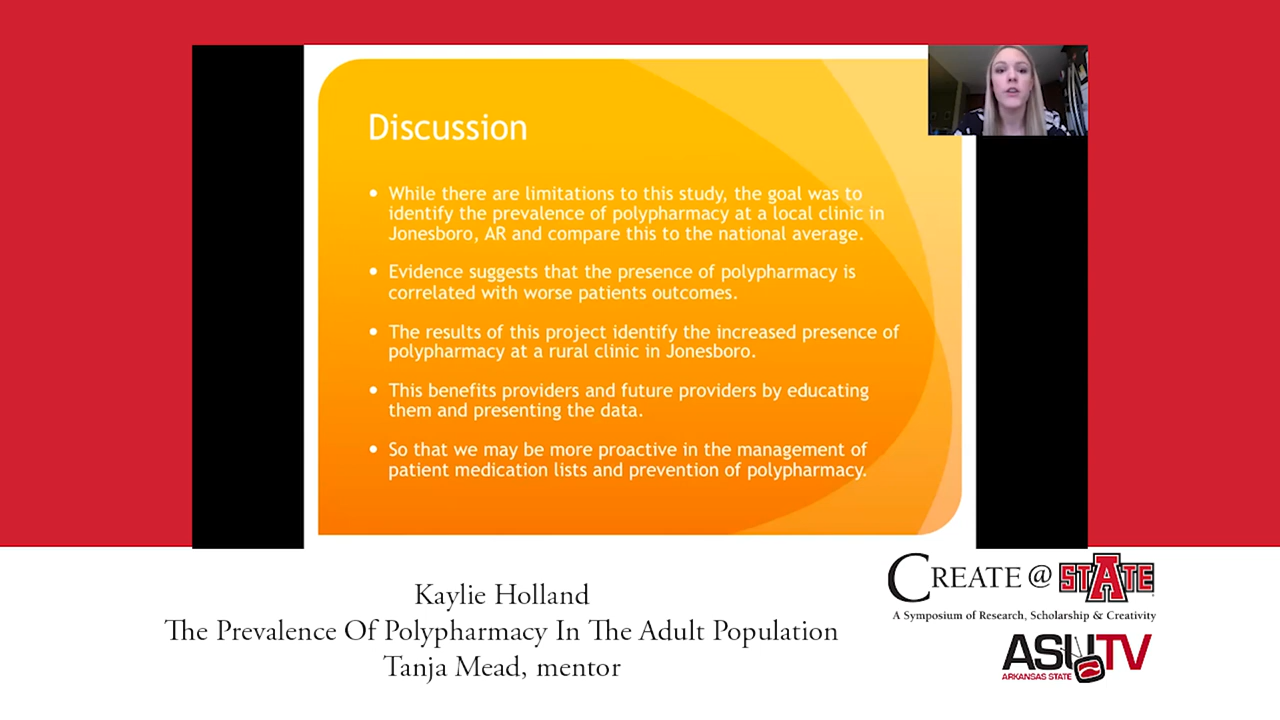 Discussion
• While there are limitations to this study, the goal was to
identify the prevalence of polypharmacy at a local clinic in
Jonesboro, AR and compare this to the national average.
• Evidence suggests that the presence of polypharmacy is
correlated with worse patients outcomes.
• The results of this project identify the increased presence of
polypharmacy at a rural clinic in Jonesboro.
• This benefits providers and future providers by educating
them and presenting the data.
• So that we may be more proactive in the management of
patient medication lists and prevention of polypharmacy.
Kaylie Holland
The Prevalence Of Polypharmacy In The Adult Population
Tanja Mead, mentor
CREATE @ STATE
A Symposium of Research, Scholarship & Creativity
ASUTV
ARKANSAS STATE